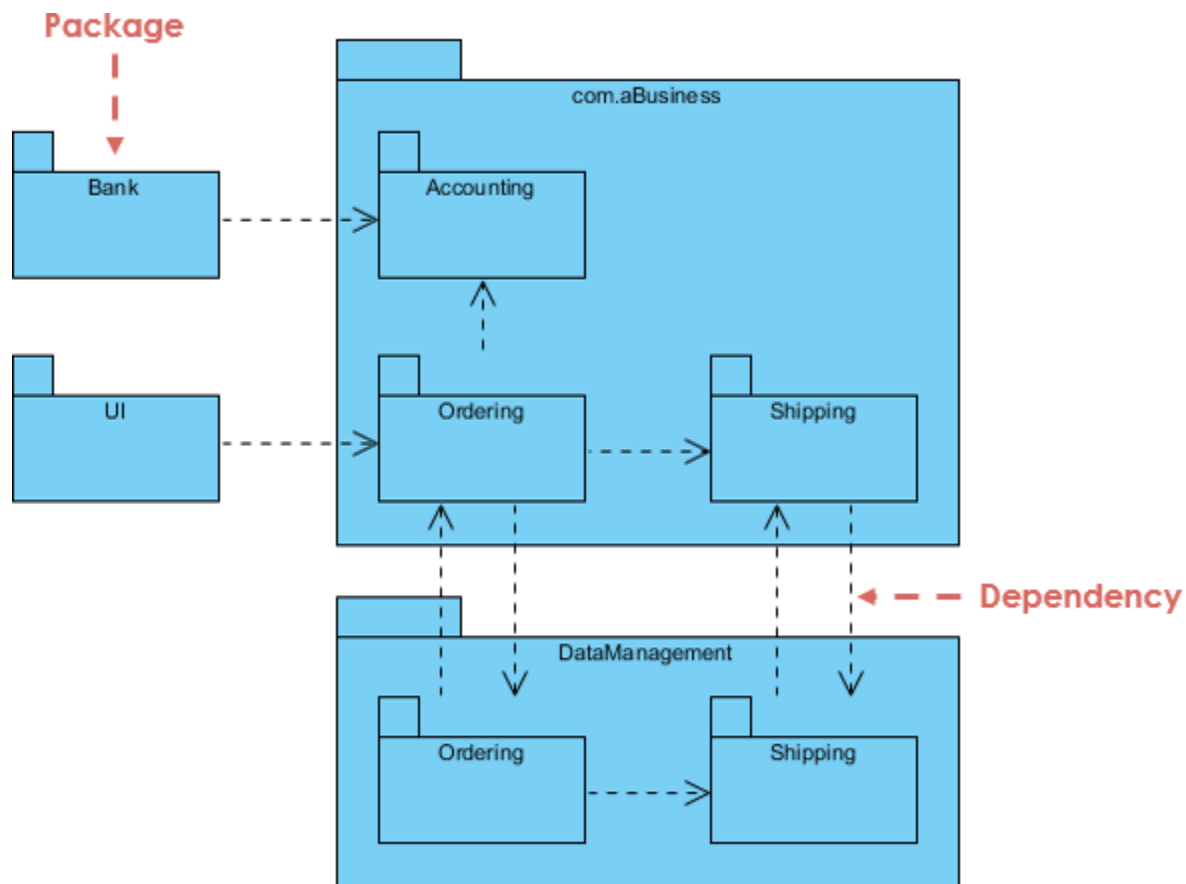 Package
com.aBusiness
Bank
Accounting
UI
Ordering
Shipping
Dependency
DataManagement
Ordering
Shipping